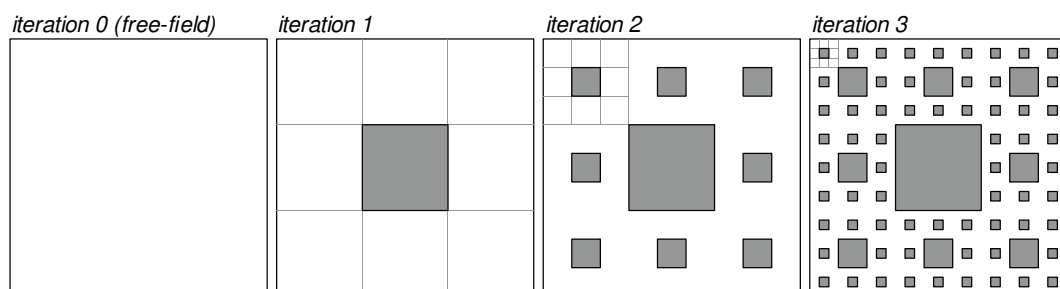 iteration 0 (free-field)
iteration 1
iteration 2
iteration 3